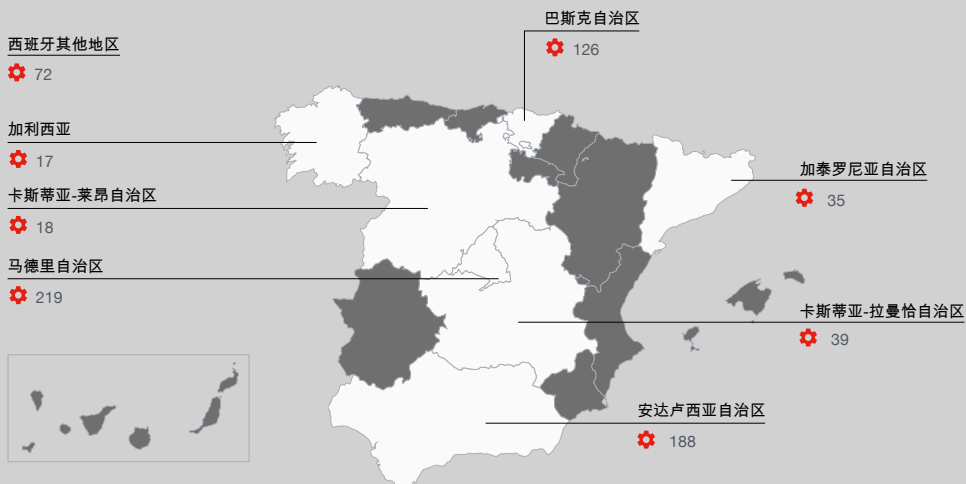 西班牙其他地区
72
加利西亚
17
卡斯蒂亚-莱昂自治区
18
马德里自治区
219
巴斯克自治区
126
加泰罗尼亚自治区
35
卡斯蒂亚-拉曼恰自治区
39
安达卢西亚自治区
188